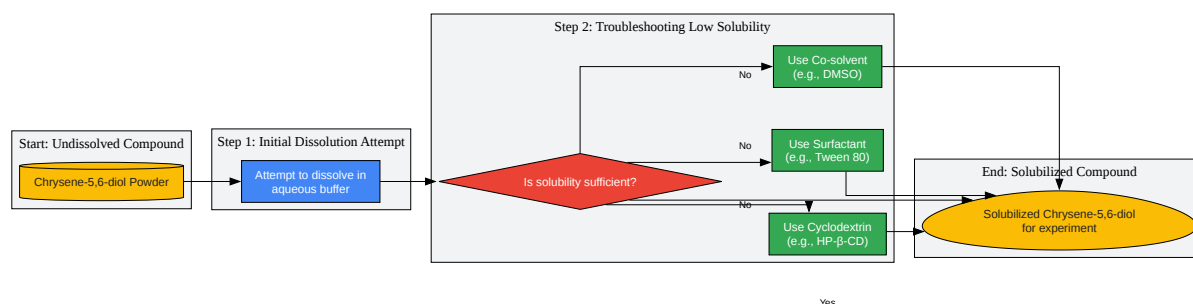 Start: Undissolved Compound
Chrysene-5,6-diol Powder
Step 1: Initial Dissolution Attempt
Attempt to dissolve in
aqueous buffer
Step 2: Troubleshooting Low Solubility
Is solubility sufficient?
No
Use Co-solvent
(e.g., DMSO)
No
Use Surfactant
(e.g., Tween 80)
No
Use Cyclodextrin
(e.g., HP-β-CD)
End: Solubilized Compound
Solubilized Chrysene-5,6-diol
for experiment
Yes